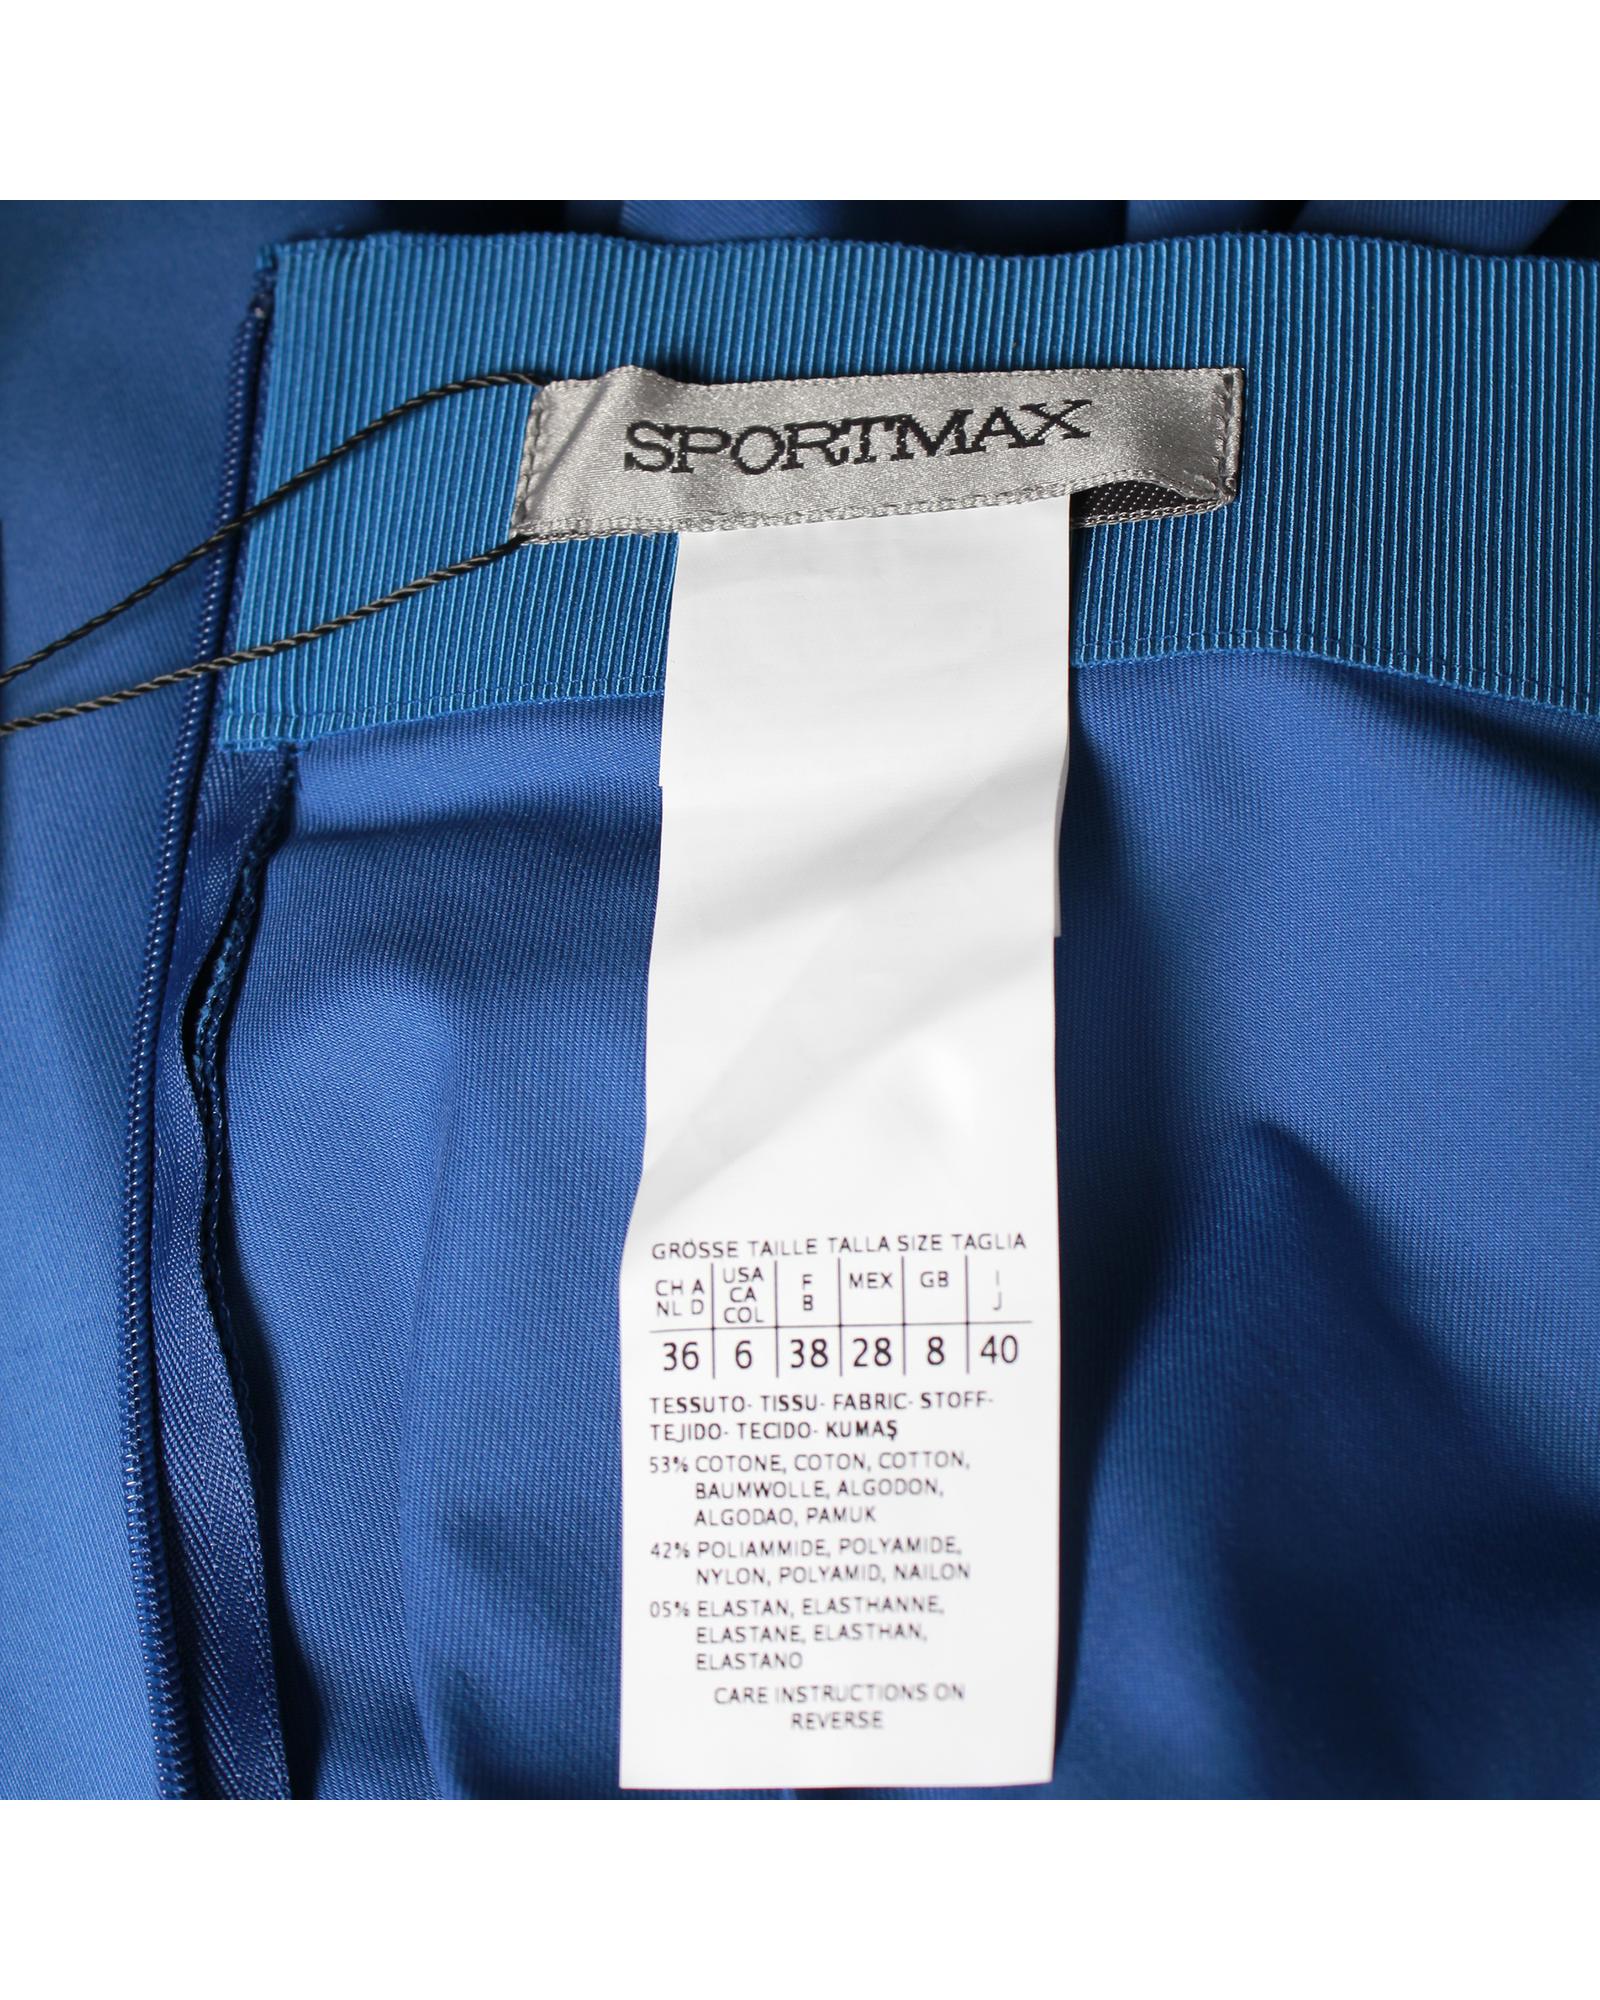 SPORTMAX
GRÖSSE TAILLE TALLA SIZE TAGLIA
CH A NL D | USA CA COL | F B | MEX | GB | I J
36 | 6 | 38 | 28 | 8 | 40
TESSUTO- TISSU- FABRIC- STOFF-
TEJIDO- TECIDO- KUMAŞ
53% COTONE, COTON, COTTON,
BAUMWOLLE, ALGODON,
ALGODAO, PAMUK
42% POLIAMMIDE, POLYAMIDE,
NYLON, POLYAMID, NAILON
05% ELASTAN, ELASTHANNE,
ELASTANE, ELASTHAN,
ELASTANO
CARE INSTRUCTIONS ON
REVERSE